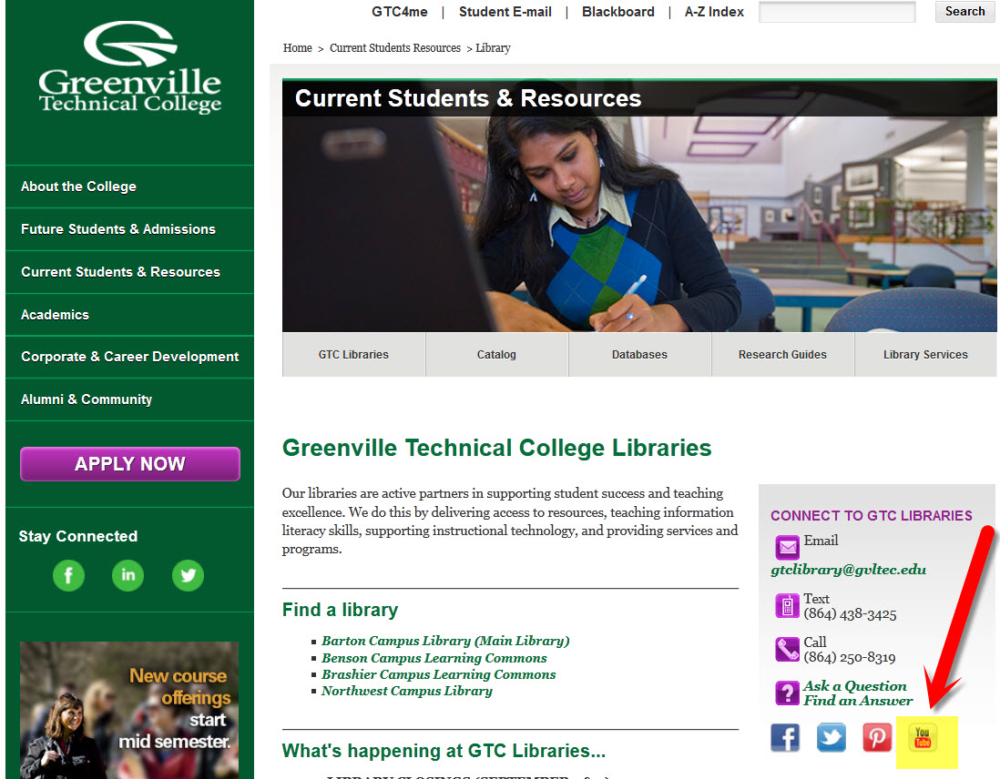 GTC4me | Student E-mail | Blackboard | A-Z Index Search
Greenville
Technical College
Home > Current Students Resources > Library
Current Students & Resources
About the College
Future Students & Admissions
Current Students & Resources
Academics
Corporate & Career Development
Alumni & Community
APPLY NOW
Stay Connected
f in
New course
offerings
start
mid semester.
GTC Libraries Catalog Databases Research Guides Library Services
Greenville Technical College Libraries
Our libraries are active partners in supporting student success and teaching
excellence. We do this by delivering access to resources, teaching information
literacy skills, supporting instructional technology, and providing services and
programs.
Find a library
Barton Campus Library (Main Library)
Benson Campus Learning Commons
Brashier Campus Learning Commons
Northwest Campus Library
What's happening at GTC Libraries...
CONNECT TO GTC LIBRARIES
Email
gtclibrary@gvltec.edu
Text
(864) 438-3425
Call
(864) 250-8319
? Ask a Question
Find an Answer
You
Tube